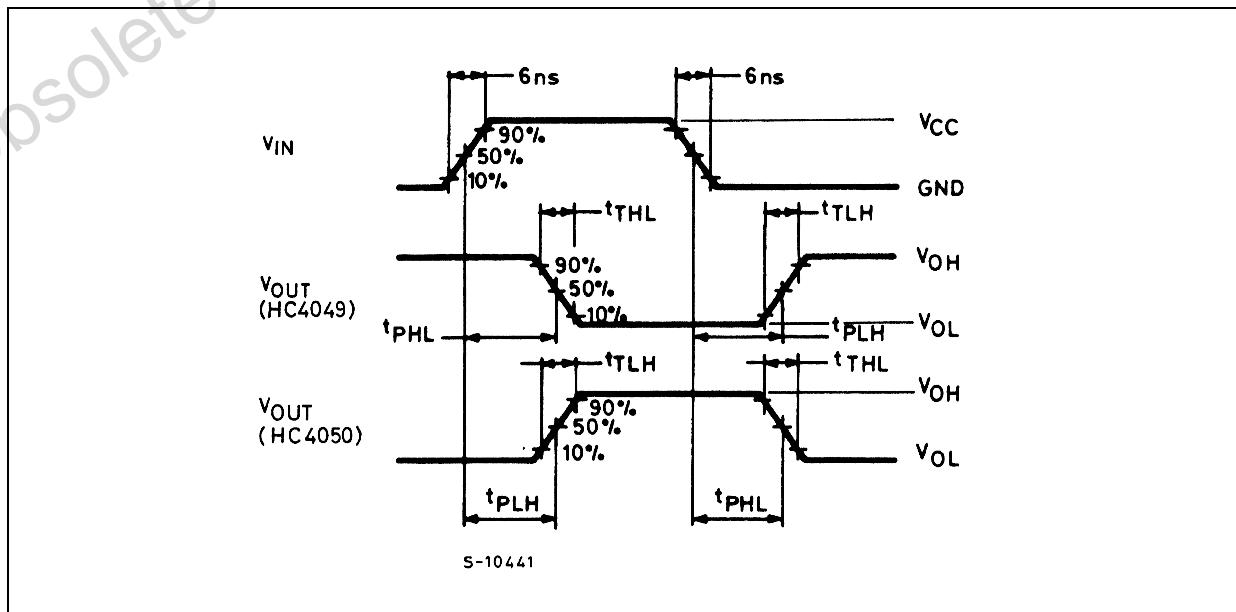 bsolete
6ns 6ns
VIN 90% VCC
50%
10% GND
tTHL tTLH
90% VOH
VOUT 50%
(HC4049) 10%
tPHL tPLH VOL
tTLH tTHL
VOUT 90% VOH
(HC4050) 50%
10% VOL
tPLH tPHL
S-10441